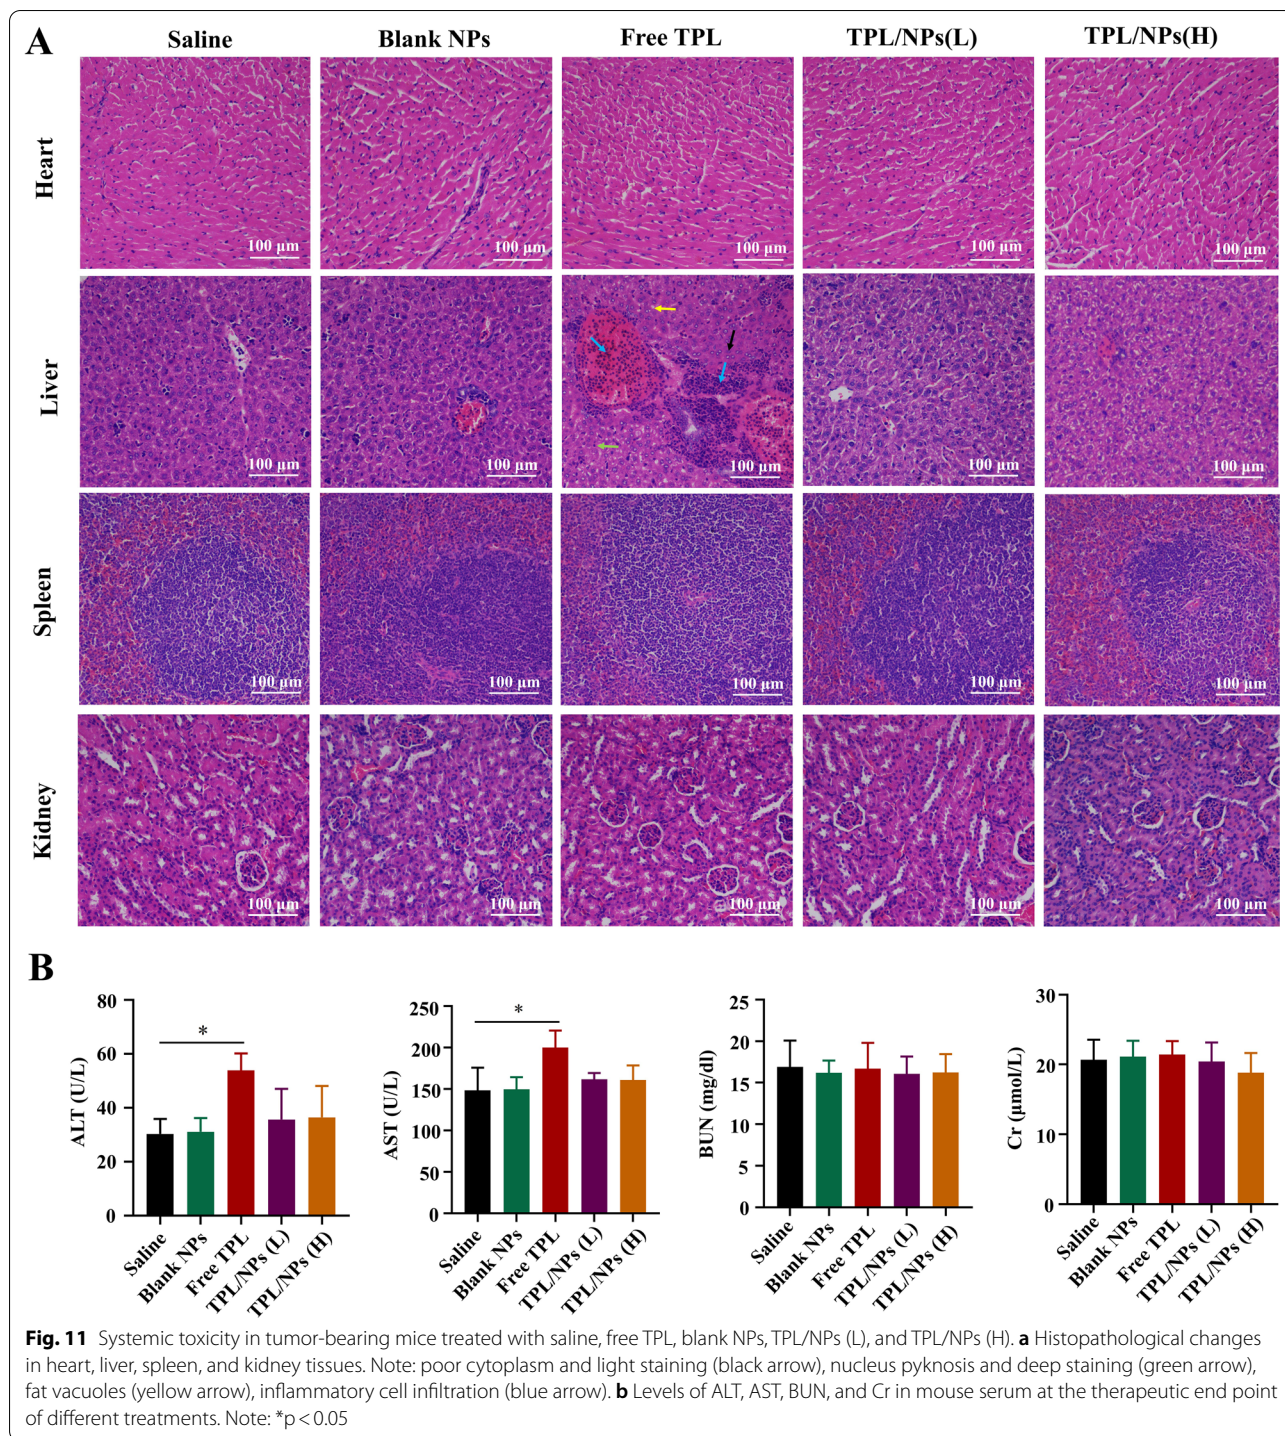 A
Saline
Blank NPs
Free TPL
TPL/NPs(L)
TPL/NPs(H)
Heart
100 µm
100 µm
100 µm
100 µm
100 µm
Liver
100 µm
100 µm
100 µm
100 µm
100 µm
Spleen
100 µm
100 µm
100 µm
100 µm
100 µm
Kidney
100 µm
100 µm
100 µm
100 µm
100 µm
B
ALT (U/L)
80
60
40
20
0
*
Saline
Blank NPs
Free TPL
TPL/NPs (L)
TPL/NPs (H)
AST (U/L)
250
200
150
100
50
0
*
Saline
Blank NPs
Free TPL
TPL/NPs (L)
TPL/NPs (H)
BUN (mg/dl)
25
20
15
10
5
0
Saline
Blank NPs
Free TPL
TPL/NPs (L)
TPL/NPs (H)
Cr (µmol/L)
30
20
10
0
Saline
Blank NPs
Free TPL
TPL/NPs (L)
TPL/NPs (H)
Fig. 11 Systemic toxicity in tumor-bearing mice treated with saline, free TPL, blank NPs, TPL/NPs (L), and TPL/NPs (H). a Histopathological changes
in heart, liver, spleen, and kidney tissues. Note: poor cytoplasm and light staining (black arrow), nucleus pyknosis and deep staining (green arrow),
fat vacuoles (yellow arrow), inflammatory cell infiltration (blue arrow). b Levels of ALT, AST, BUN, and Cr in mouse serum at the therapeutic end point
of different treatments. Note: *p < 0.05